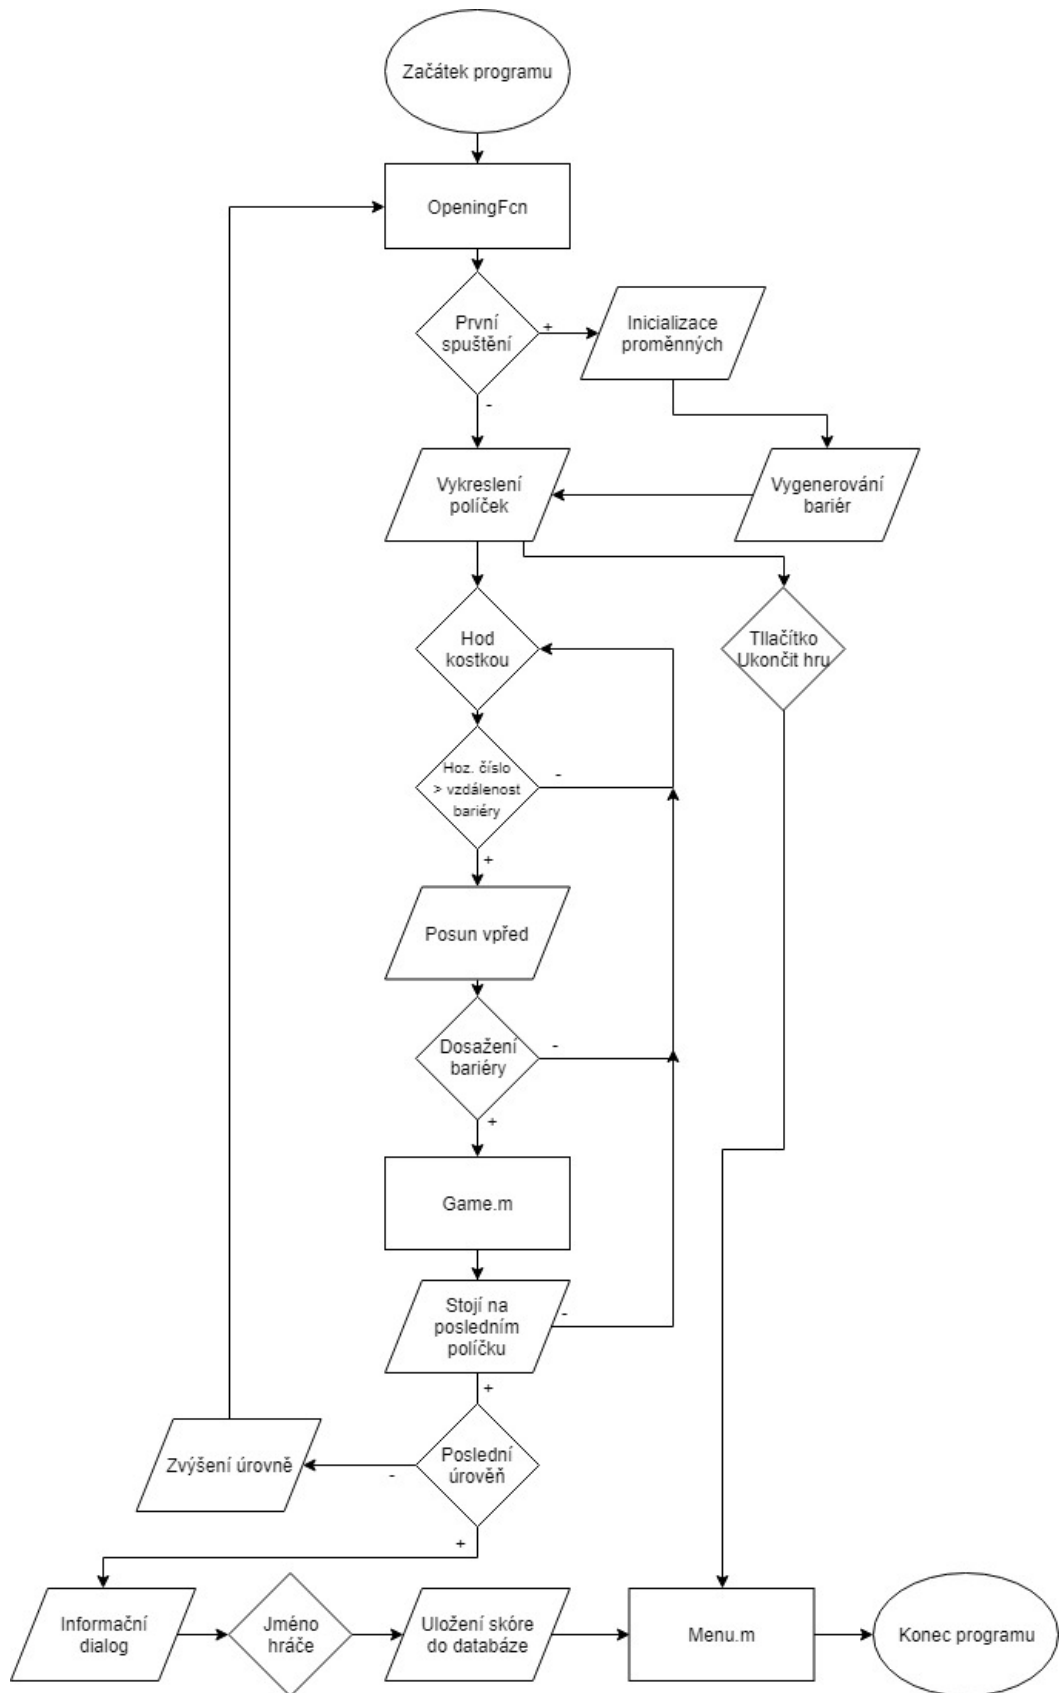 Začátek programu
OpeningFcn
První
spuštění
+
Inicializace
proměnných
-
Vykreslení
políček
Vygenerování
bariér
Hod
kostkou
Tllačítko
Ukončit hru
Hoz. číslo
> vzdálenost
bariéry
-
+
Posun vpřed
Dosažení
bariéry
-
+
Game.m
Stojí na
posledním
políčku
-
+
Zvýšení úrovně
-
Poslední
úrověň
+
Informační
dialog
Jméno
hráče
Uložení skóre
do databáze
Menu.m
Konec programu